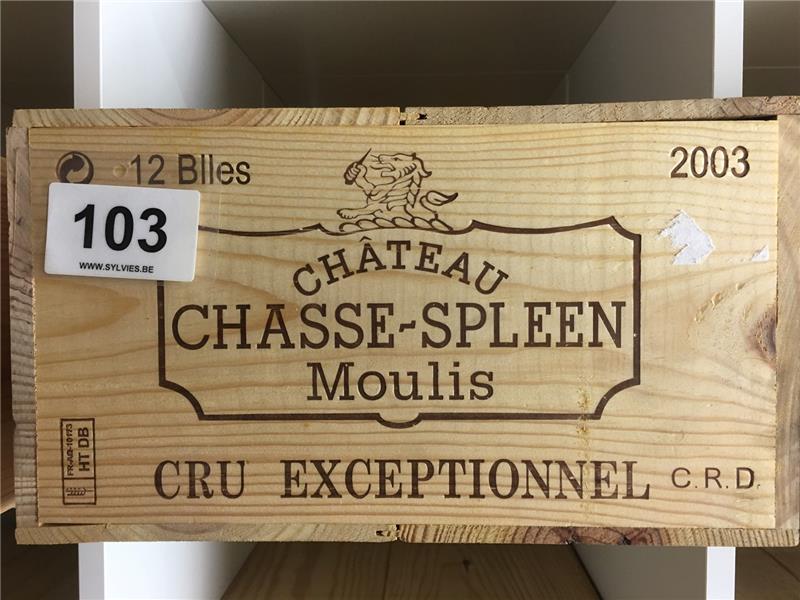 12 Blles
2003
103
WWW.SYLVIES.BE
CHÂTEAU
CHASSE-SPLEEN
Moulis
CRU EXCEPTIONNEL
C.R.D.
HT DB